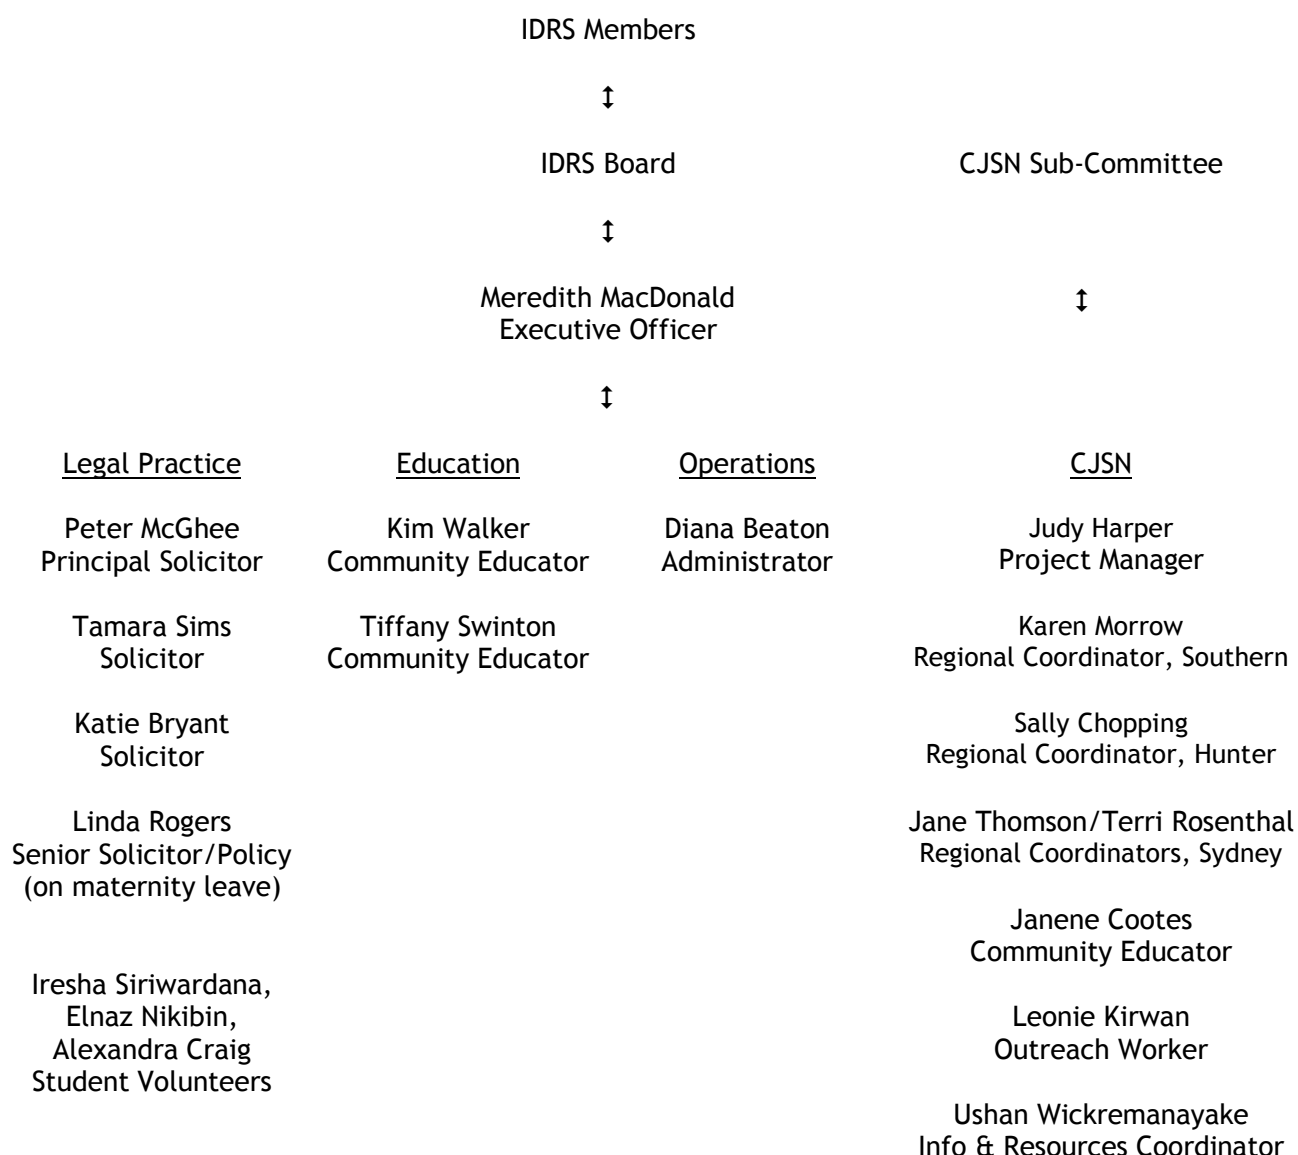 IDRS Members
↕
IDRS Board
CJSN Sub-Committee
↕
Meredith MacDonald
Executive Officer
↕
↕
Legal Practice
Peter McGhee
Principal Solicitor
Tamara Sims
Solicitor
Katie Bryant
Solicitor
Linda Rogers
Senior Solicitor/Policy
(on maternity leave)
Iresha Siriwardana,
Elnaz Nikibin,
Alexandra Craig
Student Volunteers
Education
Kim Walker
Community Educator
Tiffany Swinton
Community Educator
Operations
Diana Beaton
Administrator
CJSN
Judy Harper
Project Manager
Karen Morrow
Regional Coordinator, Southern
Sally Chopping
Regional Coordinator, Hunter
Jane Thomson/Terri Rosenthal
Regional Coordinators, Sydney
Janene Cootes
Community Educator
Leonie Kirwan
Outreach Worker
Ushan Wickremanayake
Info & Resources Coordinator